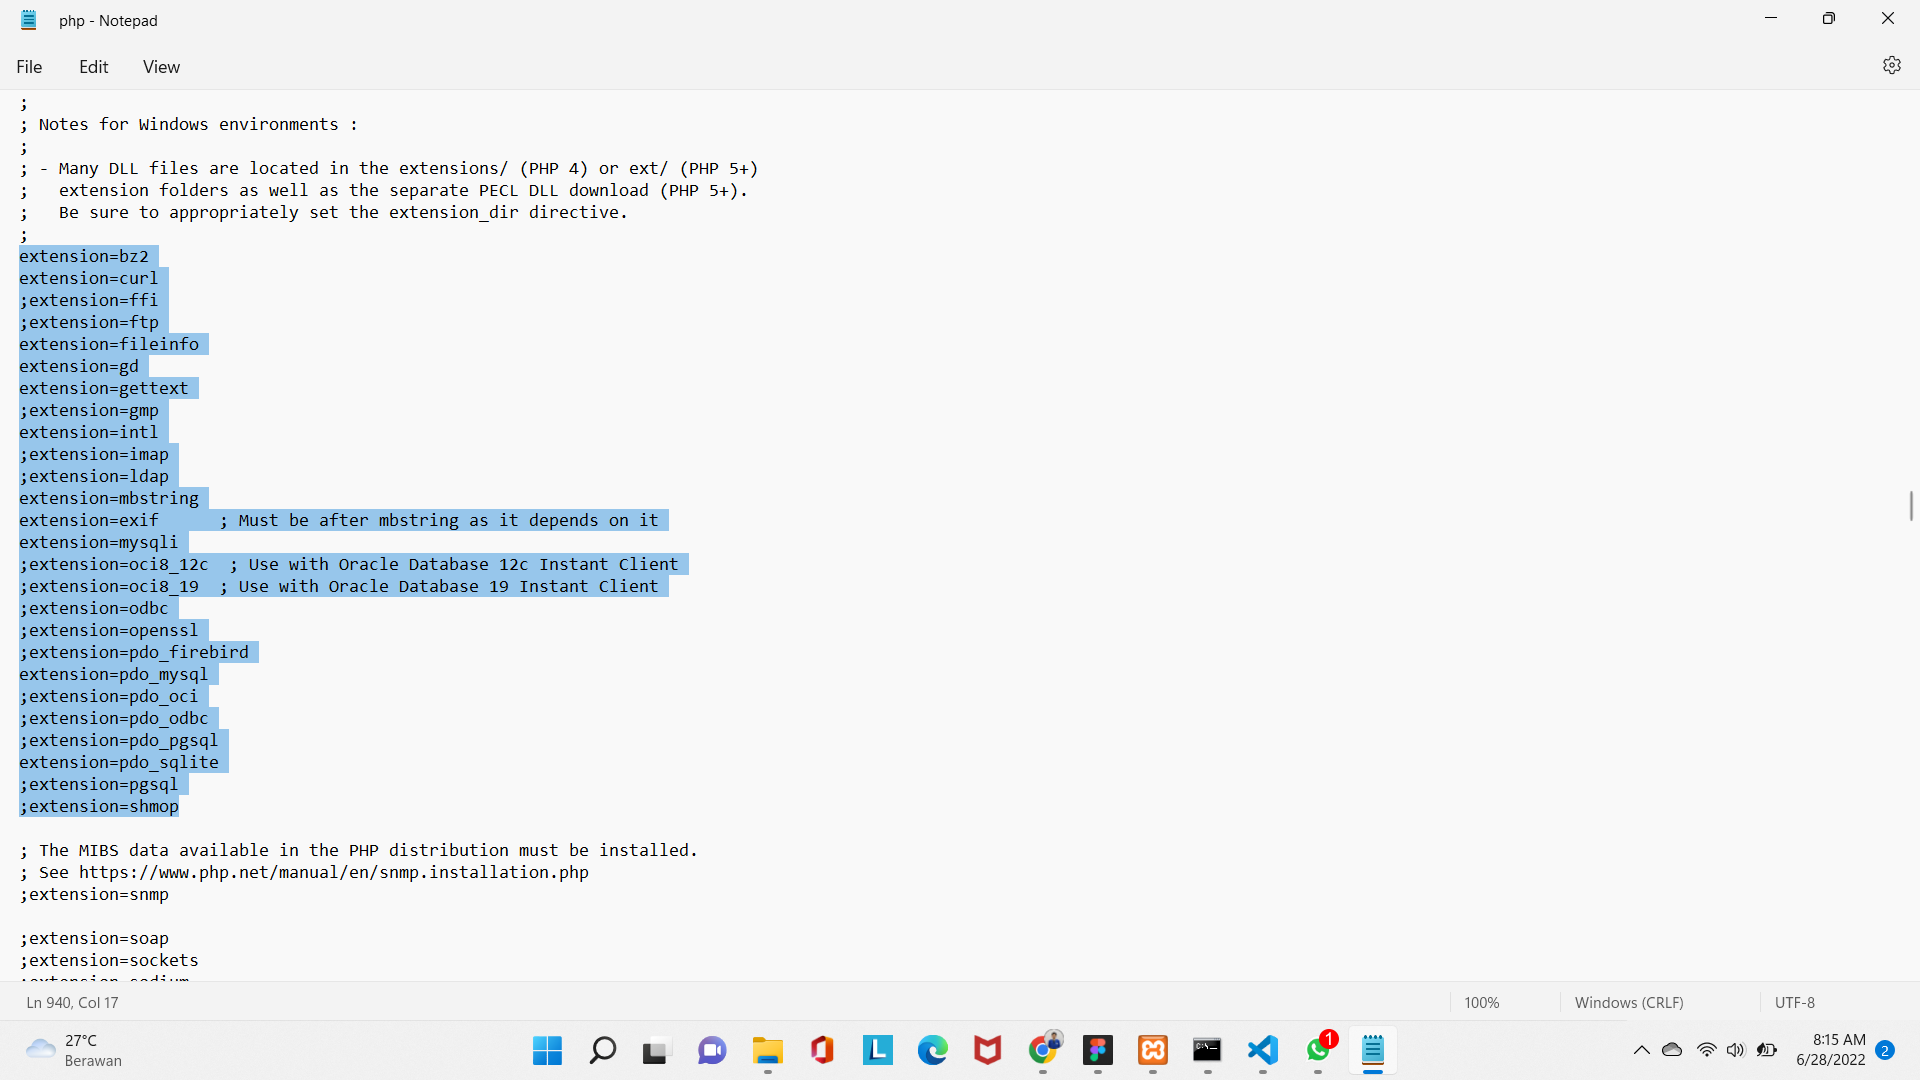 php - Notepad
File Edit View
;
; Notes for Windows environments :
;
; - Many DLL files are located in the extensions/ (PHP 4) or ext/ (PHP 5+)
;   extension folders as well as the separate PECL DLL download (PHP 5+).
;   Be sure to appropriately set the extension_dir directive.
;
extension=bz2
extension=curl
;extension=ffi
;extension=ftp
extension=fileinfo
extension=gd
extension=gettext
;extension=gmp
extension=intl
;extension=imap
;extension=ldap
extension=mbstring
extension=exif      ; Must be after mbstring as it depends on it
extension=mysqli
;extension=oci8_12c  ; Use with Oracle Database 12c Instant Client
;extension=oci8_19  ; Use with Oracle Database 19 Instant Client
;extension=odbc
;extension=openssl
;extension=pdo_firebird
extension=pdo_mysql
;extension=pdo_oci
;extension=pdo_odbc
;extension=pdo_pgsql
extension=pdo_sqlite
;extension=pgsql
;extension=shmop
; The MIBS data available in the PHP distribution must be installed.
; See https://www.php.net/manual/en/snmp.installation.php
;extension=snmp
;extension=soap
;extension=sockets
;extension=sodium
Ln 940, Col 17 100% Windows (CRLF) UTF-8
27°C
Berawan
L
1
8:15 AM
6/28/2022
2